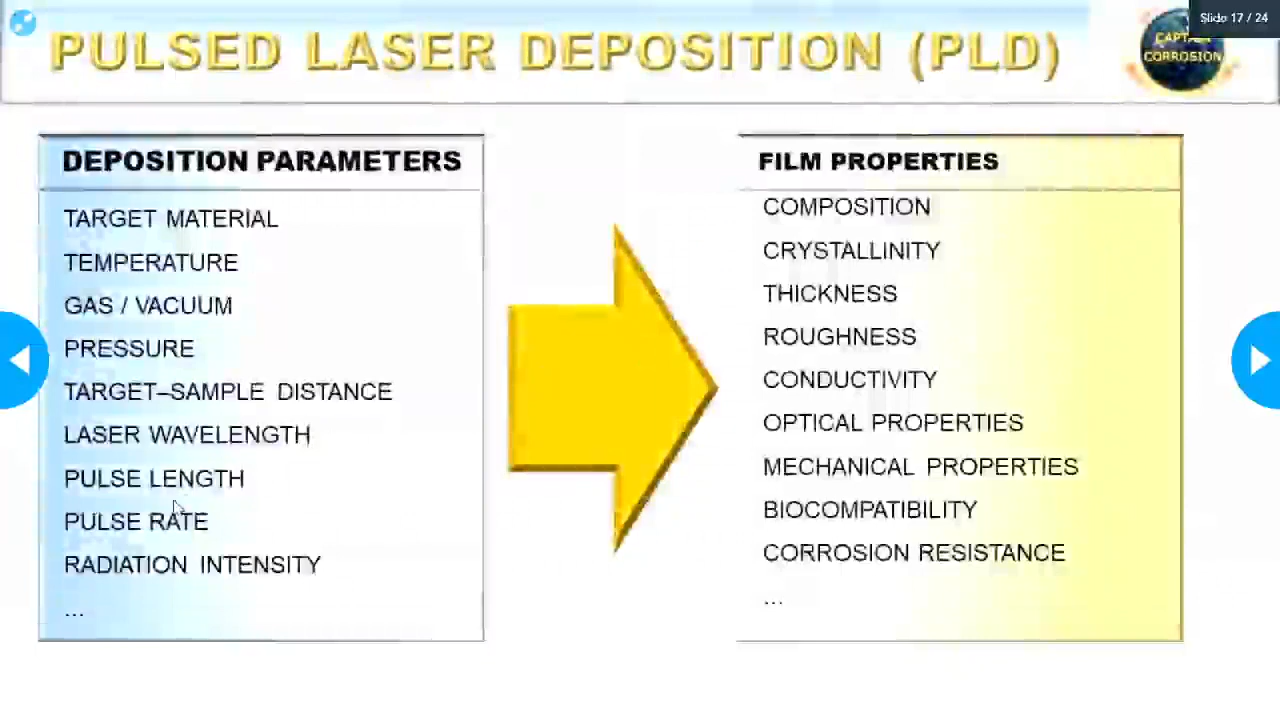 Slide 17 / 24
PULSED LASER DEPOSITION (PLD)
CORROSION
DEPOSITION PARAMETERS
TARGET MATERIAL
TEMPERATURE
GAS / VACUUM
PRESSURE
TARGET–SAMPLE DISTANCE
LASER WAVELENGTH
PULSE LENGTH
PULSE RATE
RADIATION INTENSITY
...
FILM PROPERTIES
COMPOSITION
CRYSTALLINITY
THICKNESS
ROUGHNESS
CONDUCTIVITY
OPTICAL PROPERTIES
MECHANICAL PROPERTIES
BIOCOMPATIBILITY
CORROSION RESISTANCE
...